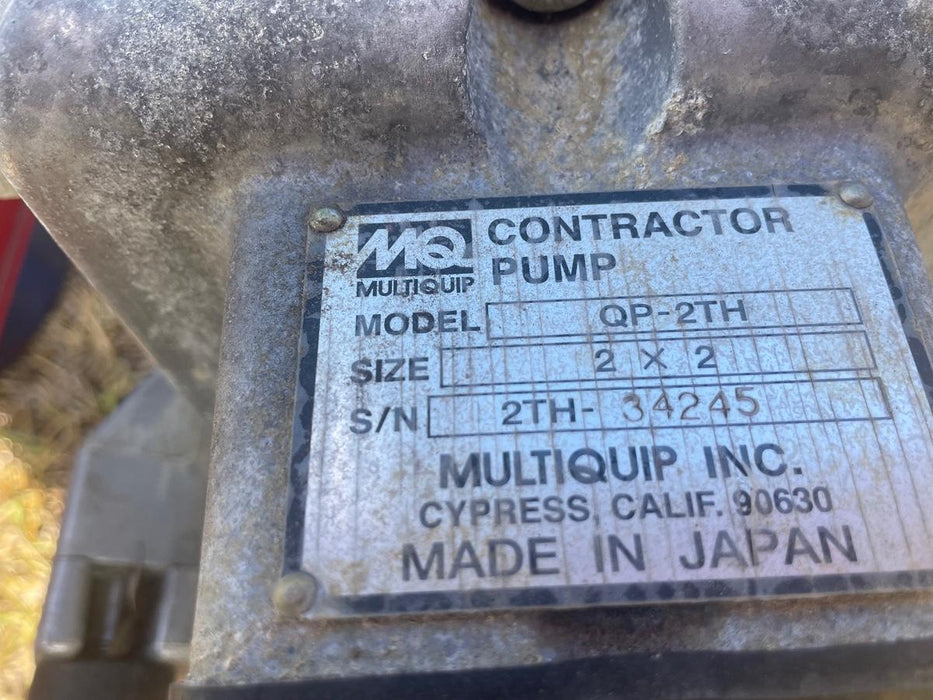 MQ CONTRACTOR
MULTIQUIP PUMP
MODEL QP-2TH
SIZE 2 X 2
S/N 2TH- 34245
MULTIQUIP INC.
CYPRESS, CALIF. 90630
MADE IN JAPAN